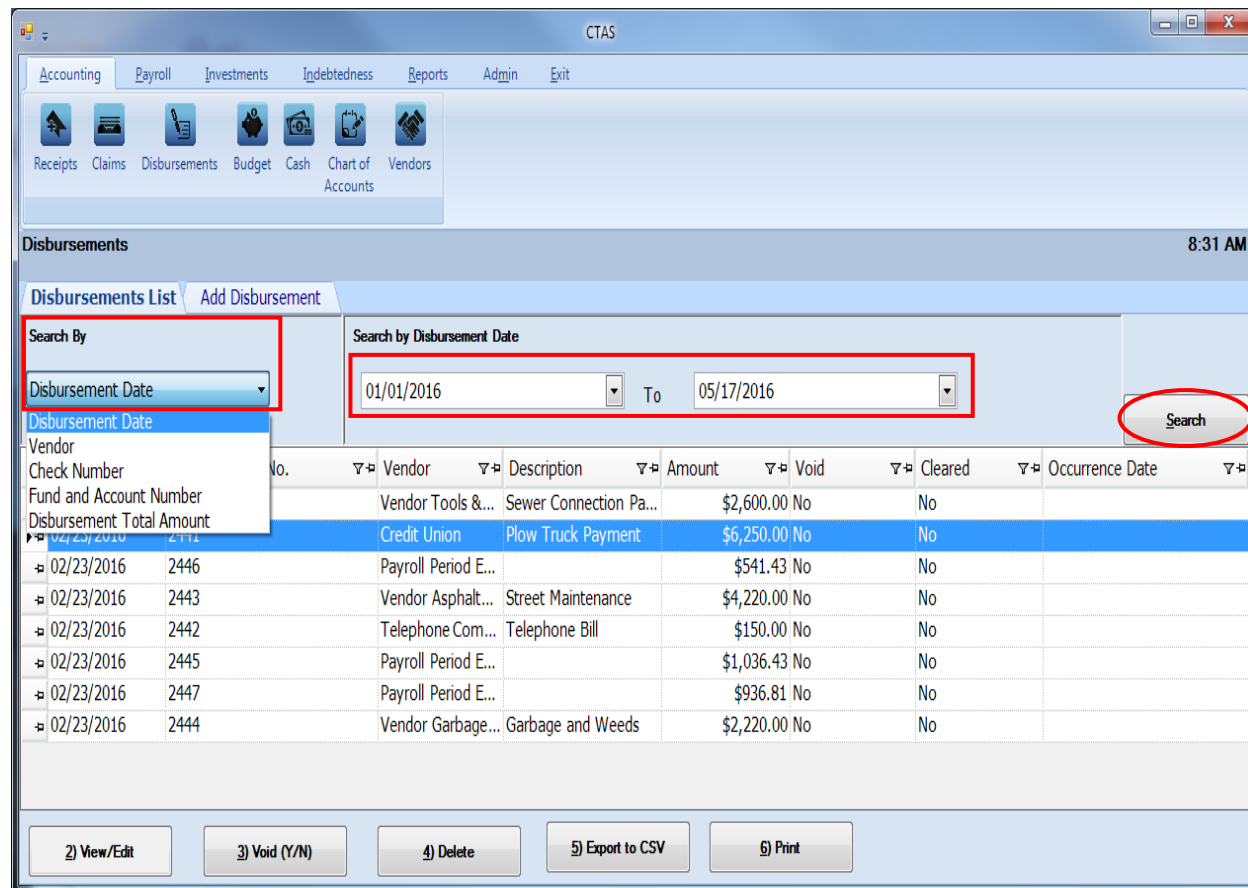 CTAS
Accounting Payroll Investments Indebtedness Reports Admin Exit
Receipts Claims Disbursements Budget Cash Chart of Accounts Vendors
Disbursements 8:31 AM
Disbursements List Add Disbursement
Search By Search by Disbursement Date
Disbursement Date 01/01/2016 To 05/17/2016
Search
Disbursement Date
Vendor
Check Number
Fund and Account Number
Disbursement Total Amount
No. Vendor Description Amount Void Cleared Occurrence Date
Vendor Tools &... Sewer Connection Pa... $2,600.00 No No
02/23/2016 2441 Credit Union Plow Truck Payment $6,250.00 No No
02/23/2016 2446 Payroll Period E... $541.43 No No
02/23/2016 2443 Vendor Asphalt... Street Maintenance $4,220.00 No No
02/23/2016 2442 Telephone Com... Telephone Bill $150.00 No No
02/23/2016 2445 Payroll Period E... $1,036.43 No No
02/23/2016 2447 Payroll Period E... $936.81 No No
02/23/2016 2444 Vendor Garbage... Garbage and Weeds $2,220.00 No No
2) View/Edit 3) Void (Y/N) 4) Delete 5) Export to CSV 6) Print